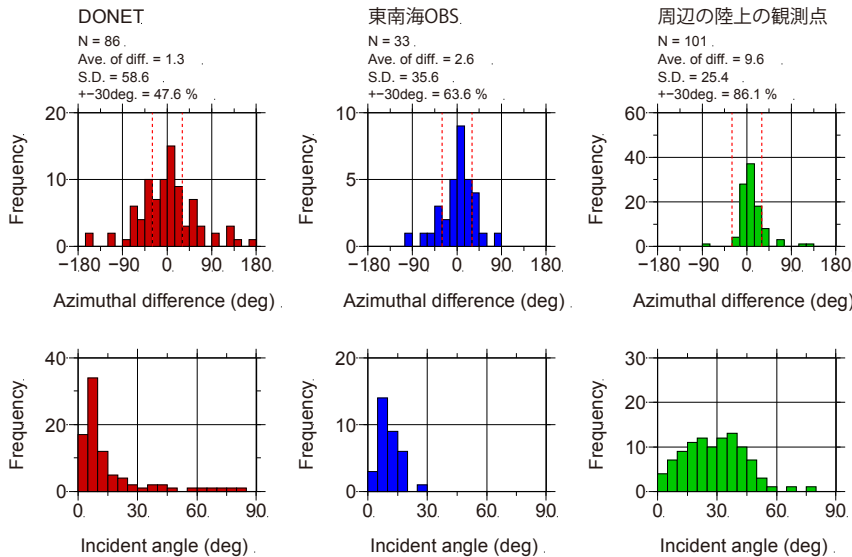 DONET
N = 86
Ave. of diff. = 1.3
S.D. = 58.6
+−30deg. = 47.6 %
20
10
0
Frequency
−180 −90 0 90 180
Azimuthal difference (deg)
東南海OBS
N = 33
Ave. of diff. = 2.6
S.D. = 35.6
+−30deg. = 63.6 %
10
5
0
Frequency
−180 −90 0 90 180
Azimuthal difference (deg)
周辺の陸上の観測点
N = 101
Ave. of diff. = 9.6
S.D. = 25.4
+−30deg. = 86.1 %
60
40
20
0
Frequency
−180 −90 0 90 180
Azimuthal difference (deg)
40
20
0
Frequency
0 30 60 90
Incident angle (deg)
20
10
0
Frequency
0 30 60 90
Incident angle (deg)
30
20
10
0
Frequency
0 30 60 90
Incident angle (deg)